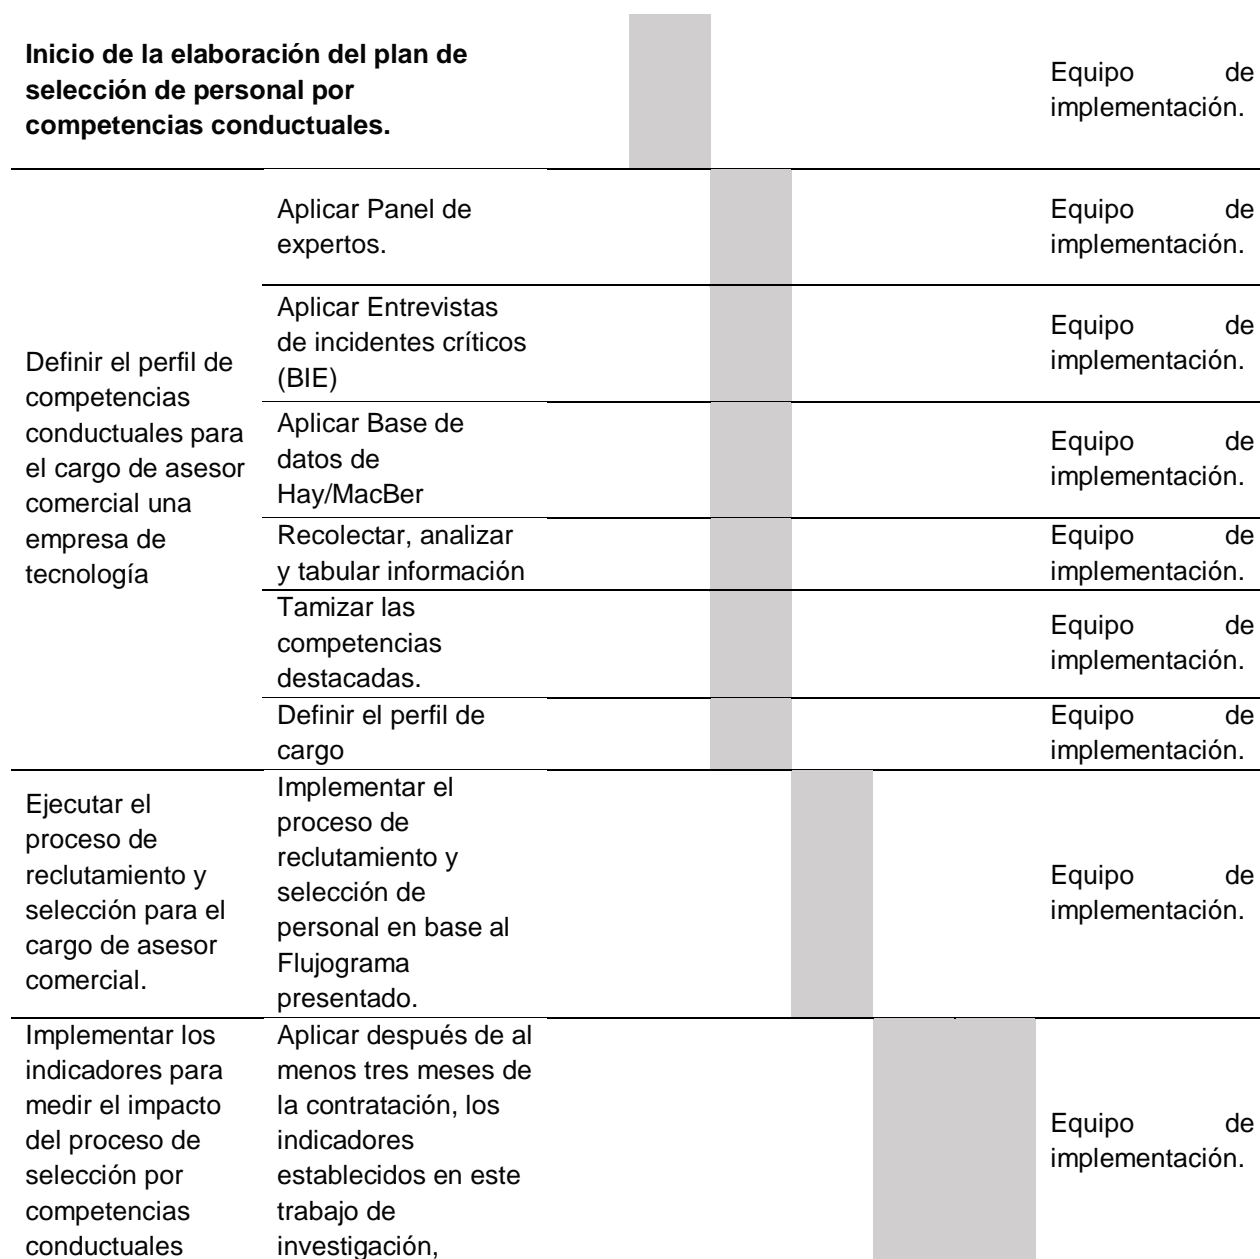 Inicio de la elaboración del plan de
selección de personal por
competencias conductuales.
Equipo de
implementación.
Definir el perfil de
competencias
conductuales para
el cargo de asesor
comercial una
empresa de
tecnología
Aplicar Panel de
expertos.
Equipo de
implementación.
Aplicar Entrevistas
de incidentes críticos
(BIE)
Equipo de
implementación.
Aplicar Base de
datos de
Hay/MacBer
Equipo de
implementación.
Recolectar, analizar
y tabular información
Equipo de
implementación.
Tamizar las
competencias
destacadas.
Equipo de
implementación.
Definir el perfil de
cargo
Equipo de
implementación.
Ejecutar el
proceso de
reclutamiento y
selección para el
cargo de asesor
comercial.
Implementar el
proceso de
reclutamiento y
selección de
personal en base al
Flujograma
presentado.
Equipo de
implementación.
Implementar los
indicadores para
medir el impacto
del proceso de
selección por
competencias
conductuales
Aplicar después de al
menos tres meses de
la contratación, los
indicadores
establecidos en este
trabajo de
investigación,
Equipo de
implementación.